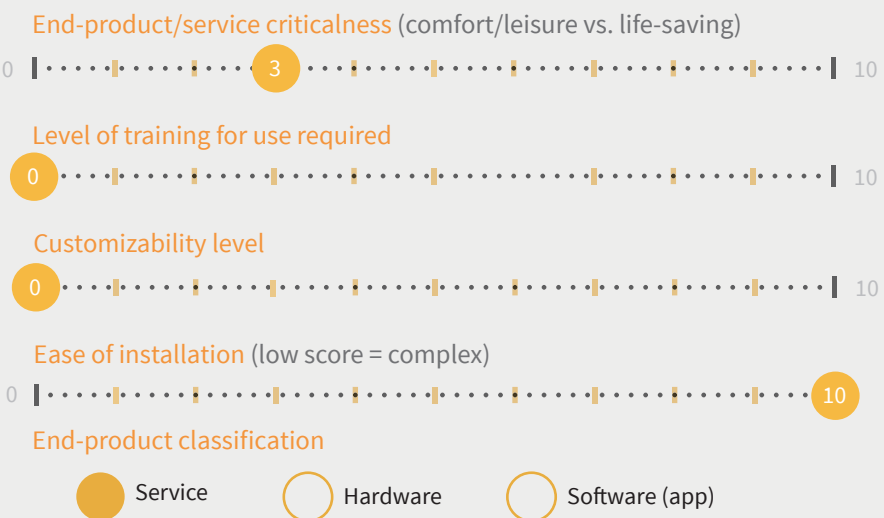 End-product/service criticalness (comfort/leisure vs. life-saving)
0 3 10
Level of training for use required
0 10
Customizability level
0 10
Ease of installation (low score = complex)
0 10
End-product classification
Service Hardware Software (app)